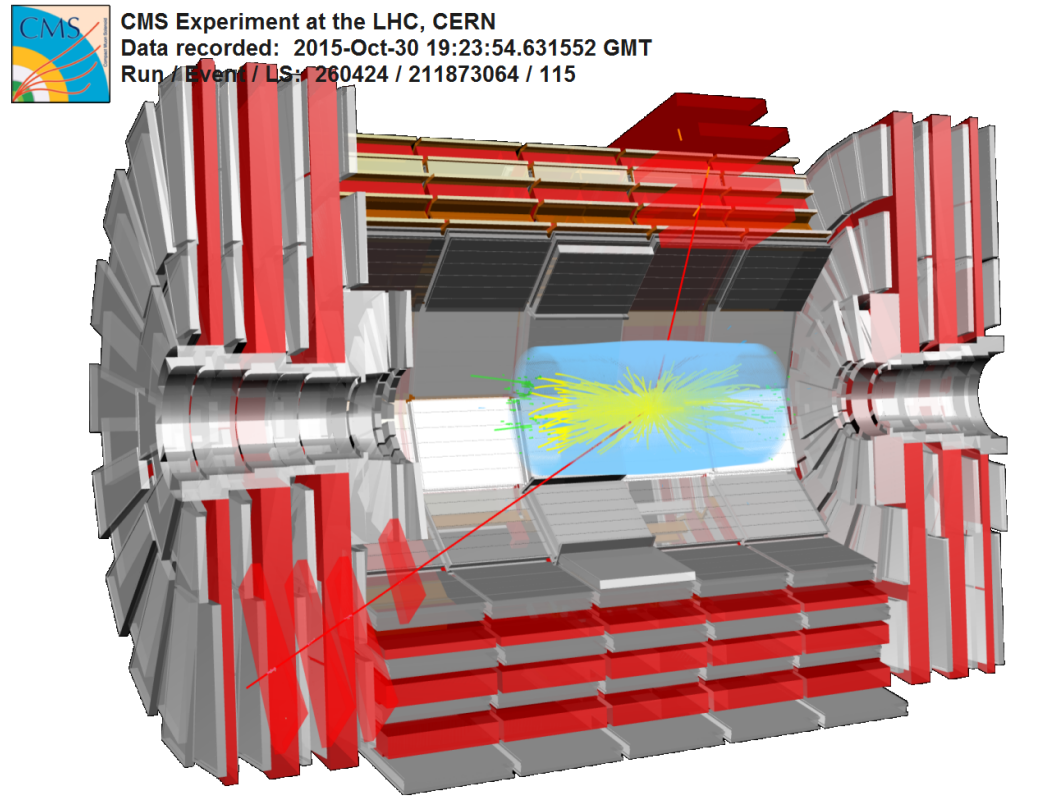 CMS
CMS Experiment at the LHC, CERN
Data recorded:  2015-Oct-30 19:23:54.631552 GMT
Run / Event / LS:  260424 / 211873064 / 115